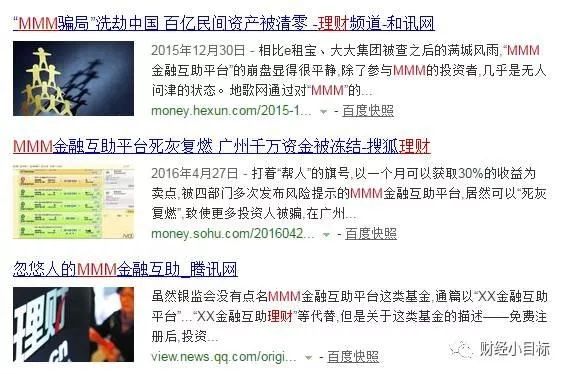 “MMM骗局”洗劫中国 百亿民间资产被清零 -理财频道-和讯网
2015年12月30日 - 相比e租宝、大大集团被查之后的满城风雨,“MMM
金融互助平台”的崩盘显得很平静,除了参与MMM的投资者,几乎是无人
问津的状态。地歌网通过对“MMM”的...
money.hexun.com/2015-1... - 百度快照
MMM金融互助平台死灰复燃 广州千万资金被冻结-搜狐理财
2016年4月27日 - 打着“帮人”的旗号,以一个月可以获取30%的收益为
卖点,被四部门多次发布风险提示的MMM金融互助平台,居然可以“死灰
复燃”,致使更多投资人被骗,在广州...
money.sohu.com/2016042... - 百度快照
忽悠人的MMM金融互助_腾讯网
虽然银监会没有点名MMM金融互助平台这类基金,通篇以“XX金融互助
平台”...“XX金融互助理财”等代替,但是关于这类基金的描述——免费注
册后,投资...
view.news.qq.com/origi... - 百度快照
理财
财经小目标